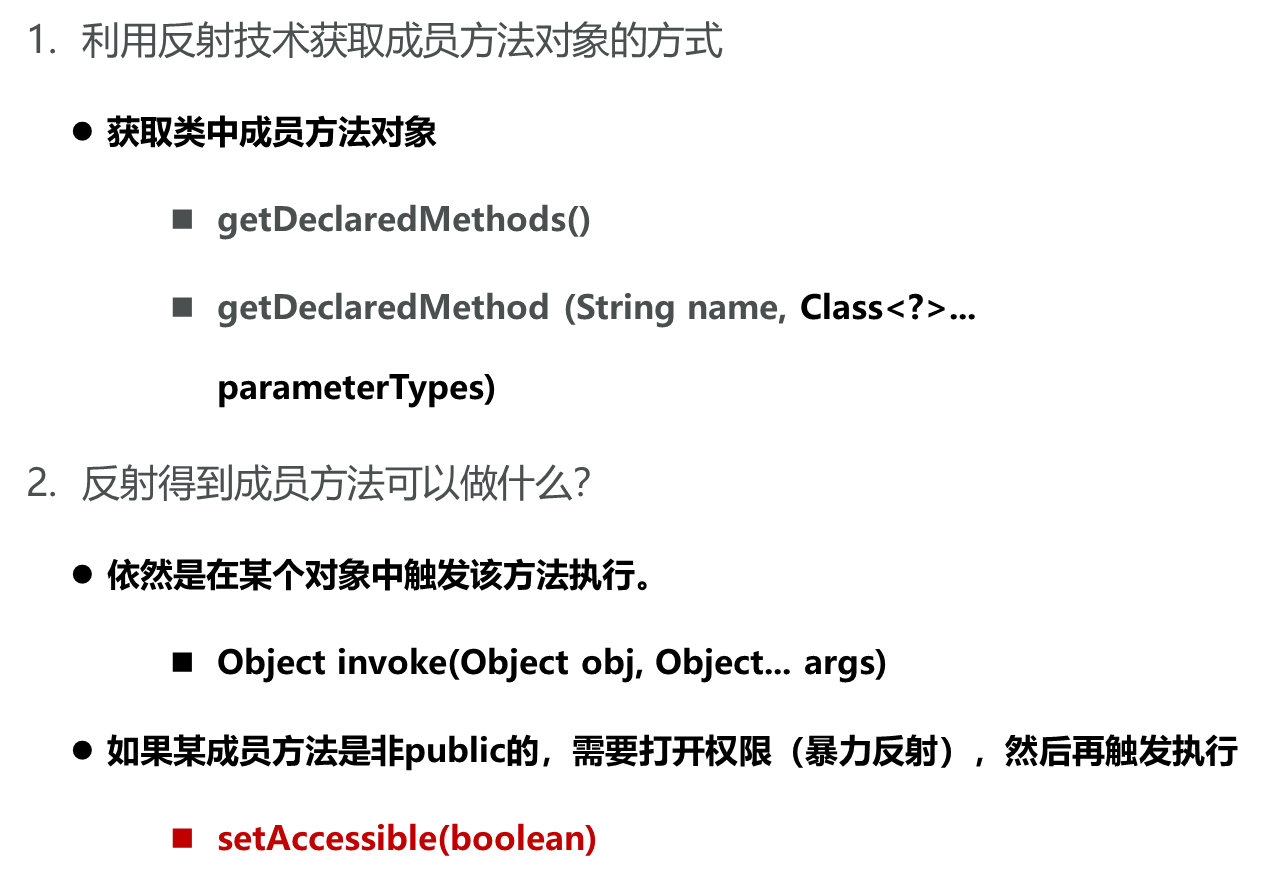 1. 利用反射技术获取成员方法对象的方式
● 获取类中成员方法对象
■ getDeclaredMethods()
■ getDeclaredMethod (String name, Class<?>...
parameterTypes)
2. 反射得到成员方法可以做什么?
● 依然是在某个对象中触发该方法执行。
■ Object invoke(Object obj, Object... args)
● 如果某成员方法是非public的，需要打开权限（暴力反射），然后再触发执行
■ setAccessible(boolean)